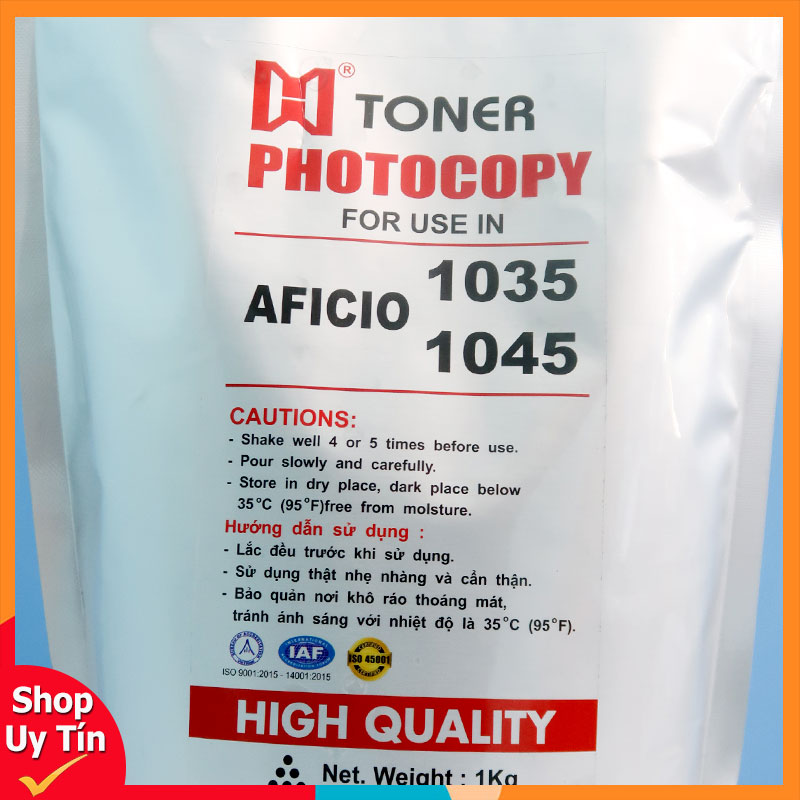 ®
TONER
PHOTOCOPY
FOR USE IN
AFICIO 1035
1045
CAUTIONS:
- Shake well 4 or 5 times before use.
- Pour slowly and carefully.
- Store in dry place, dark place below
35°C (95°F)free from molsture.
Hướng dẫn sử dụng :
- Lắc đều trước khi sử dụng.
- Sử dụng thật nhẹ nhàng và cẩn thận.
- Bảo quản nơi khô ráo thoáng mát,
tránh ánh sáng với nhiệt độ là 35°C (95°F).
IAF
ISO 45001
ISO 9001:2015 - 14001:2015
HIGH QUALITY
Net. Weight : 1Kg
Shop
Uy Tín